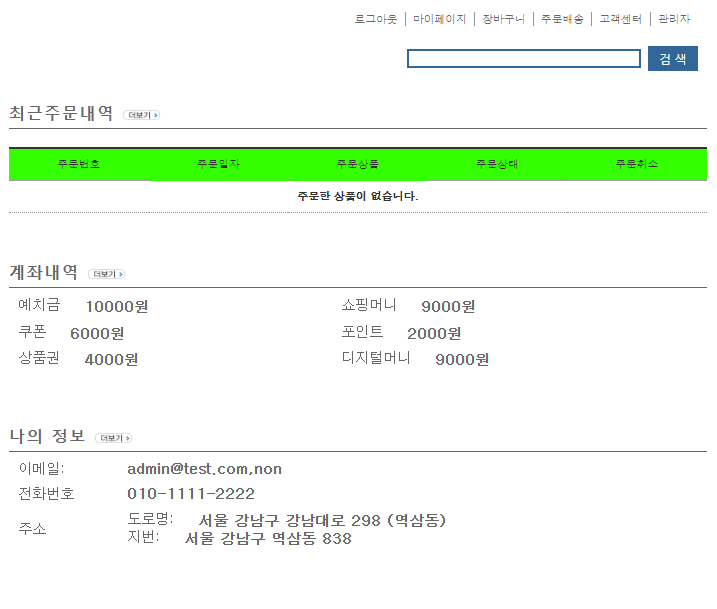 로그아웃 마이페이지 장바구니 주문배송 고객센터 관리자
검 색
최근주문내역 더보기
주문번호 주문일자 주문상품 주문상태 주문취소
주문한 상품이 없습니다.
계좌내역 더보기
예치금 10000원 쇼핑머니 9000원
쿠폰 6000원 포인트 2000원
상품권 4000원 디지털머니 9000원
나의 정보 더보기
이메일: admin@test.com,non
전화번호 010-1111-2222
주소 도로명: 서울 강남구 강남대로 298 (역삼동)
지번: 서울 강남구 역삼동 838